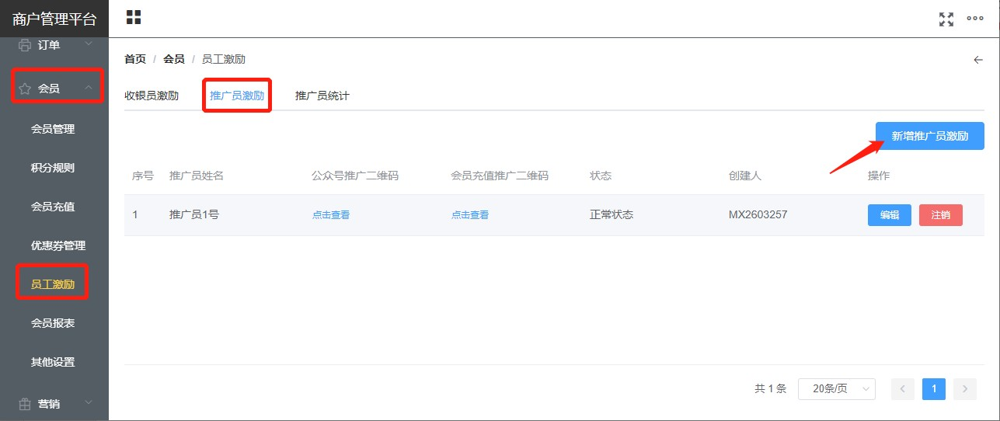 商户管理平台
订单
会员
会员管理
积分规则
会员充值
优惠券管理
员工激励
会员报表
其他设置
营销
首页 / 会员 / 员工激励
收银员激励 推广员激励 推广员统计
新增推广员激励
序号 推广员姓名 公众号推广二维码 会员充值推广二维码 状态 创建人 操作
1 推广员1号 点击查看 点击查看 正常状态 MX2603257 编辑 注销
共 1 条 20条/页 1